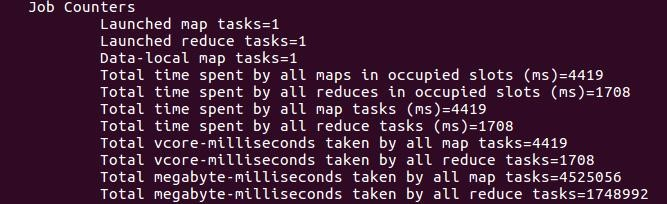 Job Counters
Launched map tasks=1
Launched reduce tasks=1
Data-local map tasks=1
Total time spent by all maps in occupied slots (ms)=4419
Total time spent by all reduces in occupied slots (ms)=1708
Total time spent by all map tasks (ms)=4419
Total time spent by all reduce tasks (ms)=1708
Total vcore-milliseconds taken by all map tasks=4419
Total vcore-milliseconds taken by all reduce tasks=1708
Total megabyte-milliseconds taken by all map tasks=4525056
Total megabyte-milliseconds taken by all reduce tasks=1748992